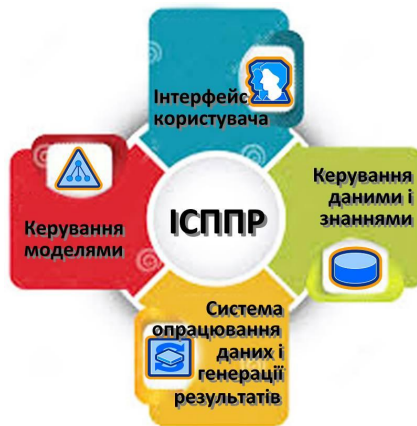 Інтерфейс
користувача
Керування
моделями
ІСППР
Керування
даними і
знаннями
Система
опрацювання
даних і
генерації
результатів